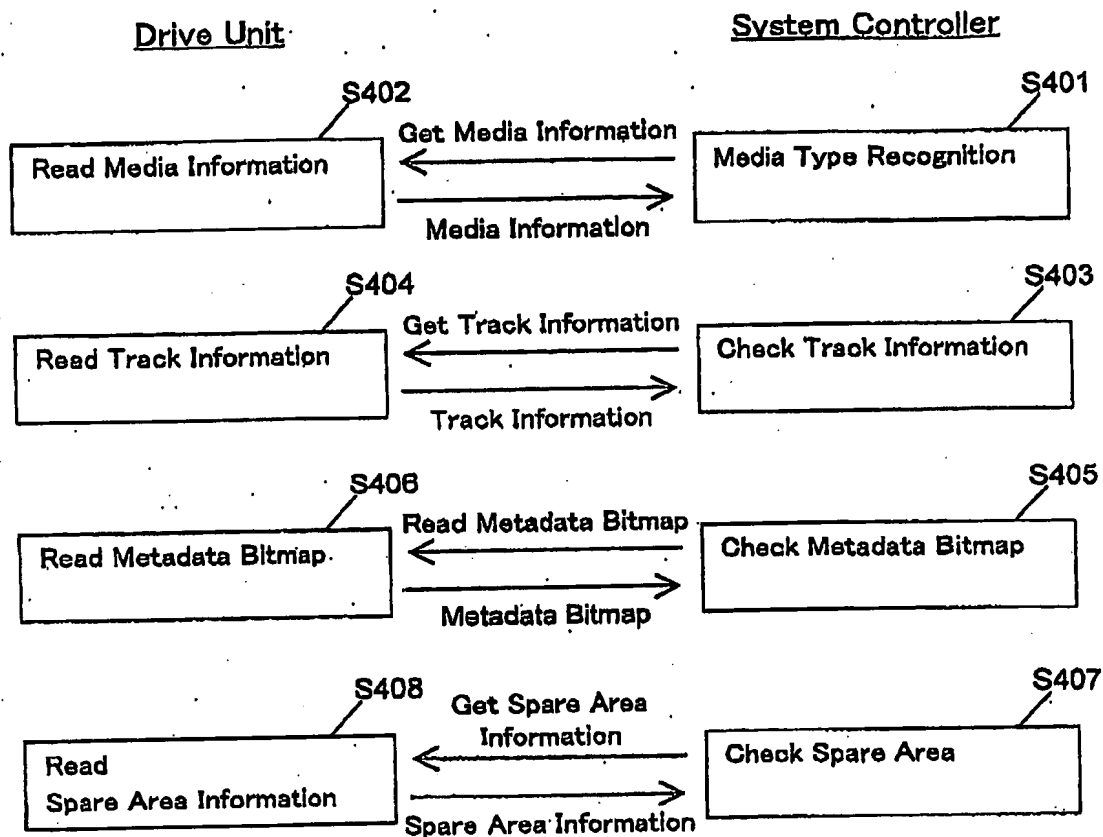 Drive Unit
System Controller
S402
S401
Read Media Information
Get Media Information
Media Information
Media Type Recognition
S404
S403
Read Track Information
Get Track Information
Track Information
Check Track Information
S406
S405
Read Metadata Bitmap
Read Metadata Bitmap
Metadata Bitmap
Check Metadata Bitmap
S408
S407
Read
Spare Area Information
Get Spare Area
Information
Spare Area Information
Check Spare Area